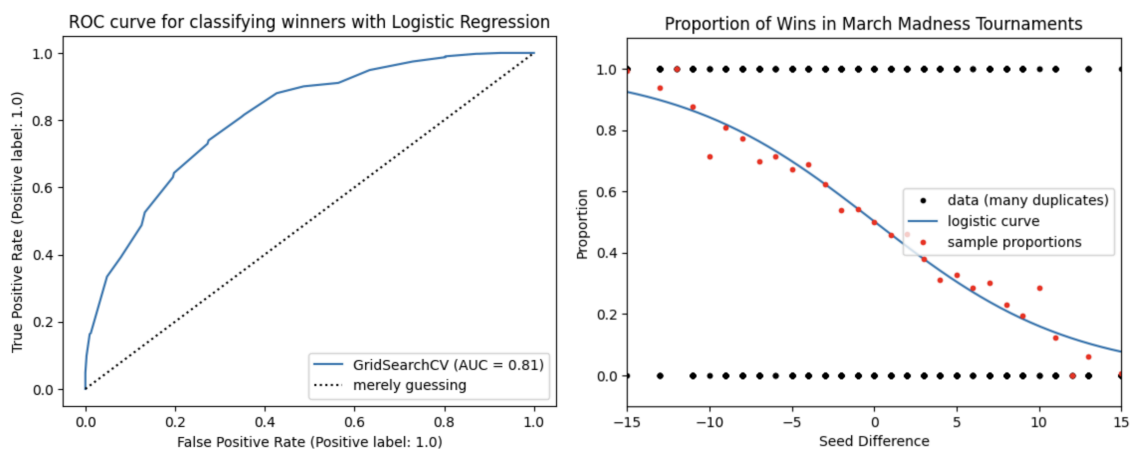 ROC curve for classifying winners with Logistic Regression
True Positive Rate (Positive label: 1.0)
1.0
0.8
0.6
0.4
0.2
0.0
GridSearchCV (AUC = 0.81)
merely guessing
0.0 0.2 0.4 0.6 0.8 1.0
False Positive Rate (Positive label: 1.0)
Proportion of Wins in March Madness Tournaments
Proportion
1.0
0.8
0.6
0.4
0.2
0.0
data (many duplicates)
logistic curve
sample proportions
−15 −10 −5 0 5 10 15
Seed Difference